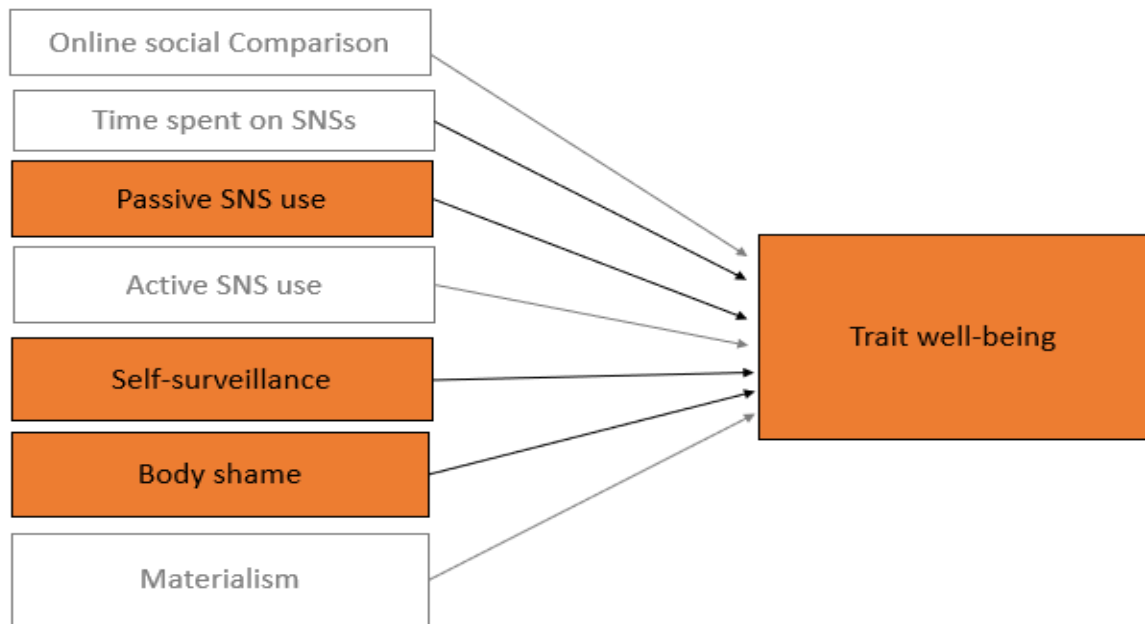 Online social Comparison
Time spent on SNSs
Passive SNS use
Active SNS use
Self-surveillance
Body shame
Materialism
Trait well-being